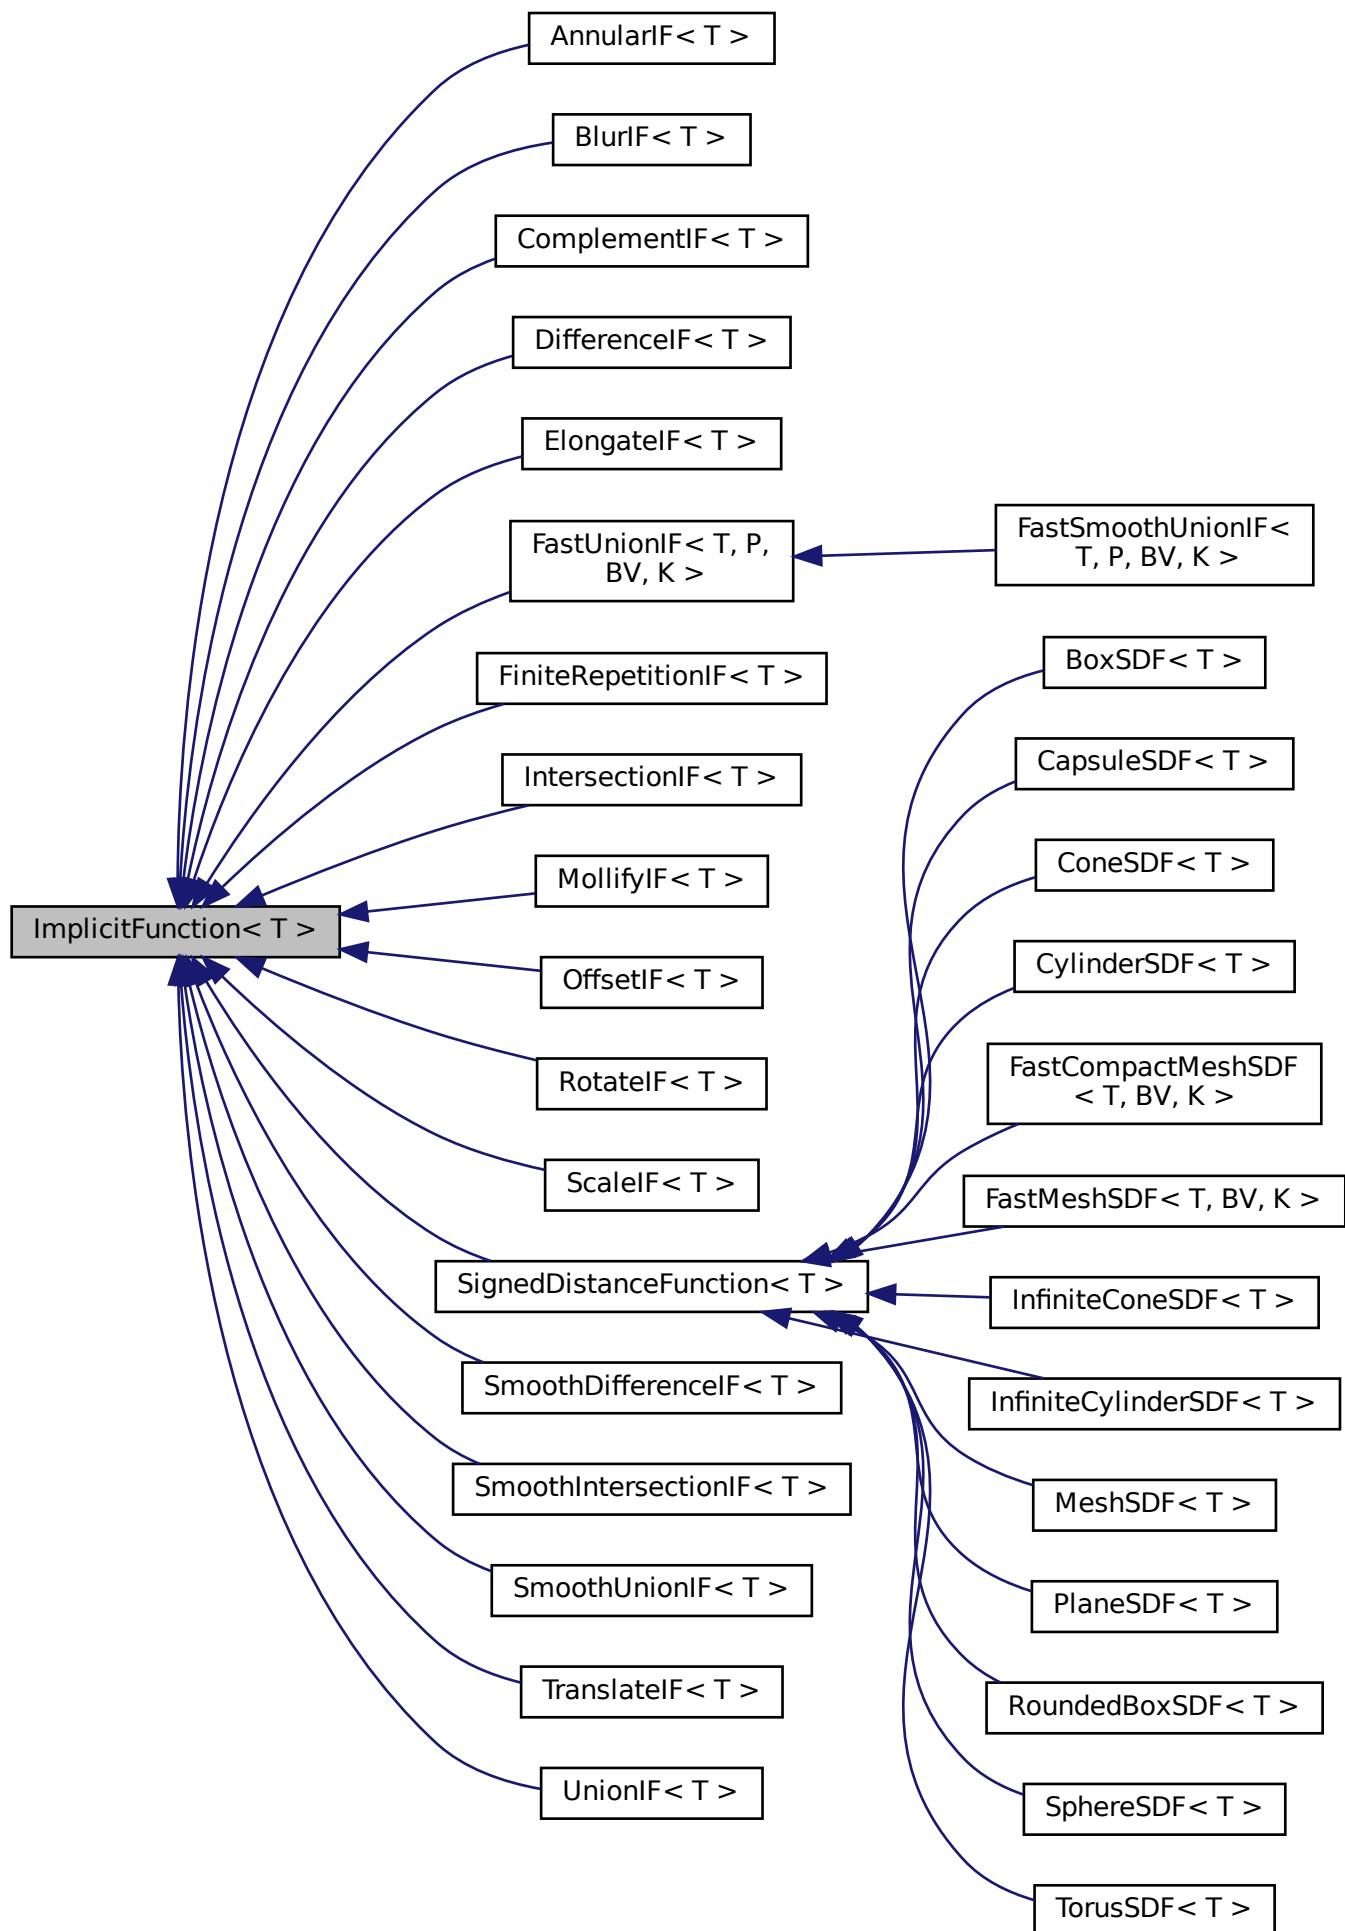 AnnularIF< T >
BlurIF< T >
ComplementIF< T >
DifferenceIF< T >
ElongateIF< T >
FastUnionIF< T, P,
BV, K >
FastSmoothUnionIF<
T, P, BV, K >
FiniteRepetitionIF< T >
IntersectionIF< T >
MollifyIF< T >
ImplicitFunction< T >
OffsetIF< T >
RotateIF< T >
ScaleIF< T >
SignedDistanceFunction< T >
SmoothDifferenceIF< T >
SmoothIntersectionIF< T >
SmoothUnionIF< T >
TranslateIF< T >
UnionIF< T >
BoxSDF< T >
CapsuleSDF< T >
ConeSDF< T >
CylinderSDF< T >
FastCompactMeshSDF
< T, BV, K >
FastMeshSDF< T, BV, K >
InfiniteConeSDF< T >
InfiniteCylinderSDF< T >
MeshSDF< T >
PlaneSDF< T >
RoundedBoxSDF< T >
SphereSDF< T >
TorusSDF< T >